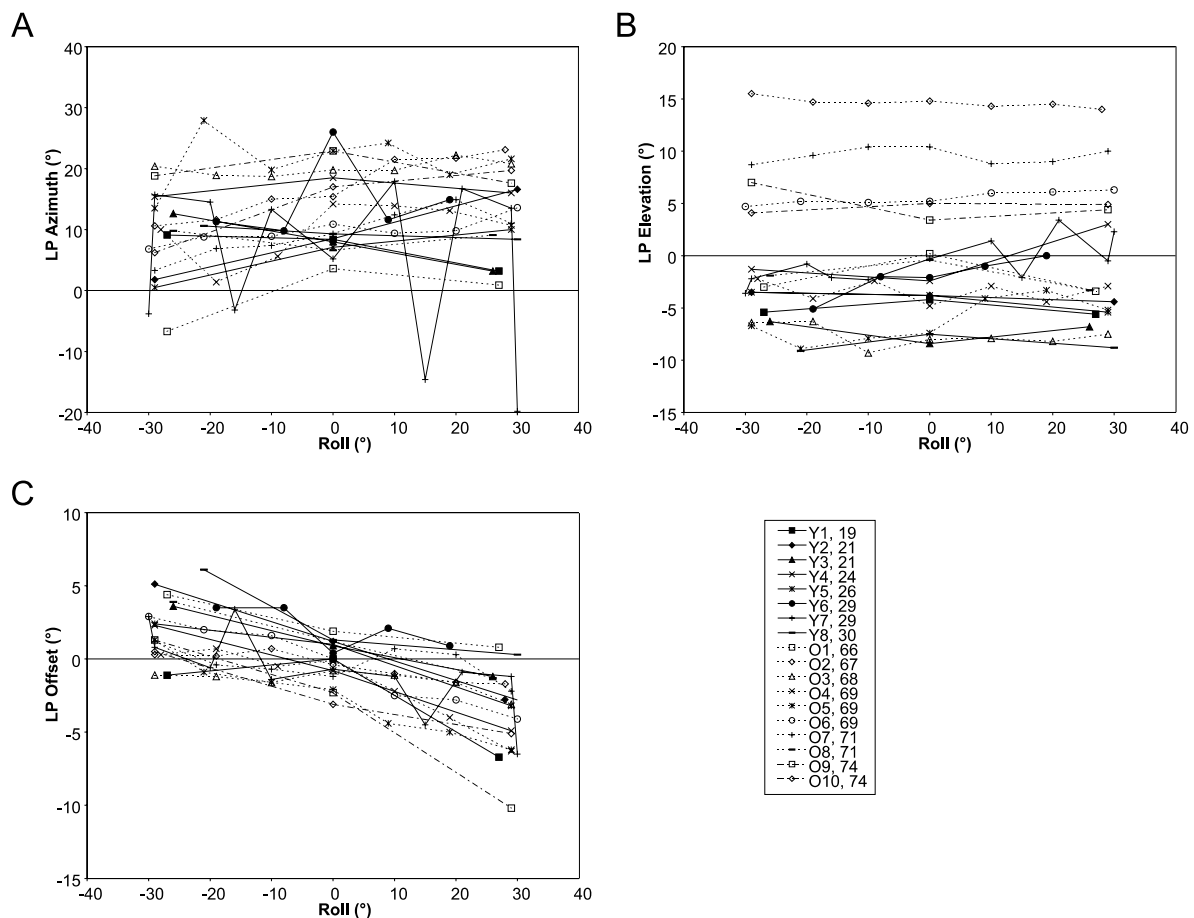 A
LP Azimuth (°)
40
30
20
10
0
-10
-20
-40 -30 -20 -10 0 10 20 30 40
Roll (°)
B
LP Elevation (°)
20
15
10
5
0
-5
-10
-15
-40 -30 -20 -10 0 10 20 30 40
Roll (°)
C
LP Offset (°)
10
5
0
-5
-10
-15
-40 -30 -20 -10 0 10 20 30 40
Roll (°)
Y1, 19
Y2, 21
Y3, 21
Y4, 24
Y5, 26
Y6, 29
Y7, 29
Y8, 30
O1, 66
O2, 67
O3, 68
O4, 69
O5, 69
O6, 69
O7, 71
O8, 71
O9, 74
O10, 74